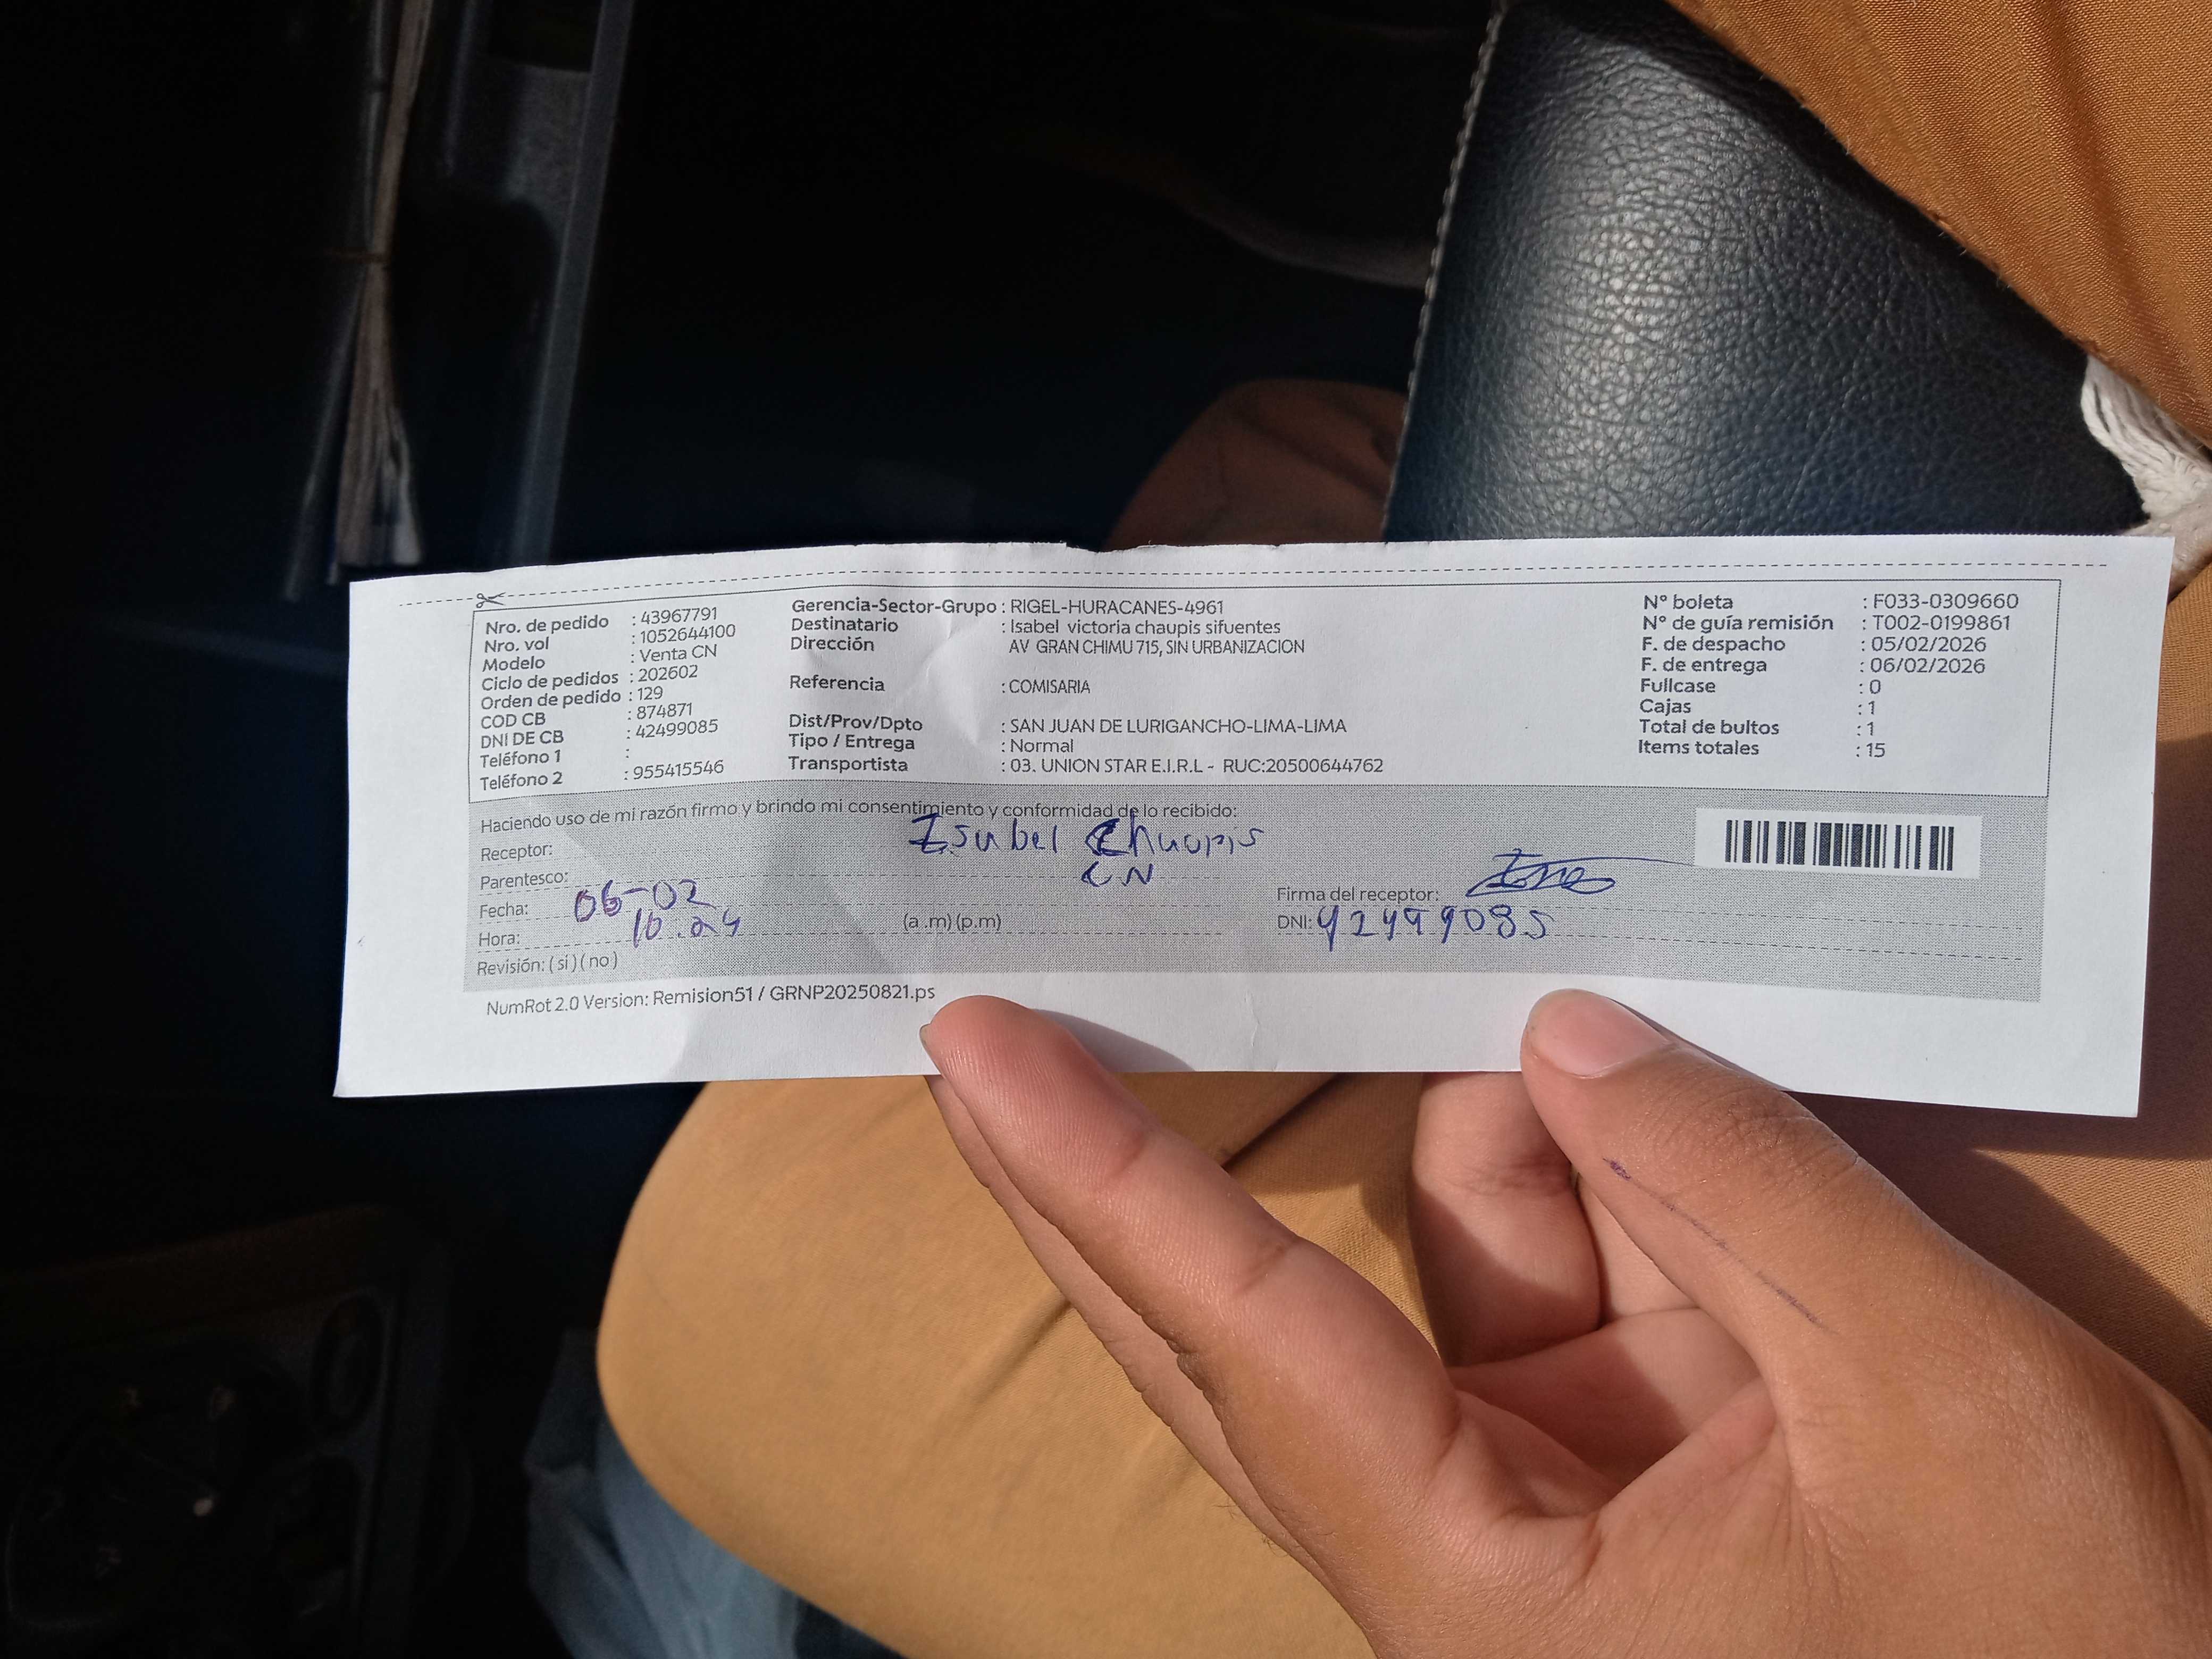 Nro. de pedido : 43967791
Nro. vol : 1052644100
Modelo : Venta CN
Ciclo de pedidos : 202602
Orden de pedido : 129
COD CB : 874871
DNI DE CB : 42499085
Teléfono 1 :
Teléfono 2 : 955415546
Gerencia-Sector-Grupo : RIGEL-HURACANES-4961
Destinatario : Isabel victoria chaupis sifuentes
Dirección AV GRAN CHIMU 715, SIN URBANIZACION
Referencia : COMISARIA
Dist/Prov/Dpto : SAN JUAN DE LURIGANCHO-LIMA-LIMA
Tipo / Entrega : Normal
Transportista : 03. UNION STAR E.I.R.L - RUC:20500644762
N° boleta : F033-0309660
N° de guía remisión : T002-0199861
F. de despacho : 05/02/2026
F. de entrega : 06/02/2026
Fullcase : 0
Cajas : 1
Total de bultos : 1
Items totales : 15
Haciendo uso de mi razón firmo y brindo mi consentimiento y conformidad de lo recibido:
Receptor: Isabel Chaupis
Parentesco: CN
Fecha: 06-02
Hora: 10:24 (a .m) (p.m)
Revisión: ( si ) ( no )
Firma del receptor:
DNI: 42499085
NumRot 2.0 Version: Remision51 / GRNP20250821.ps